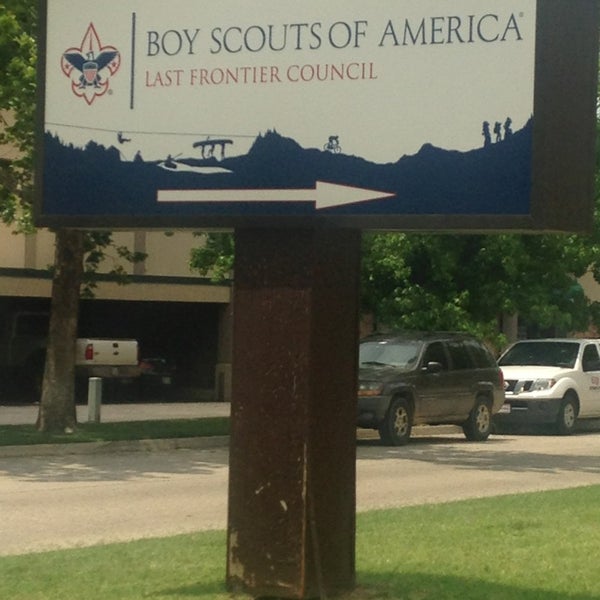 BOY SCOUTS OF AMERICA®
LAST FRONTIER COUNCIL